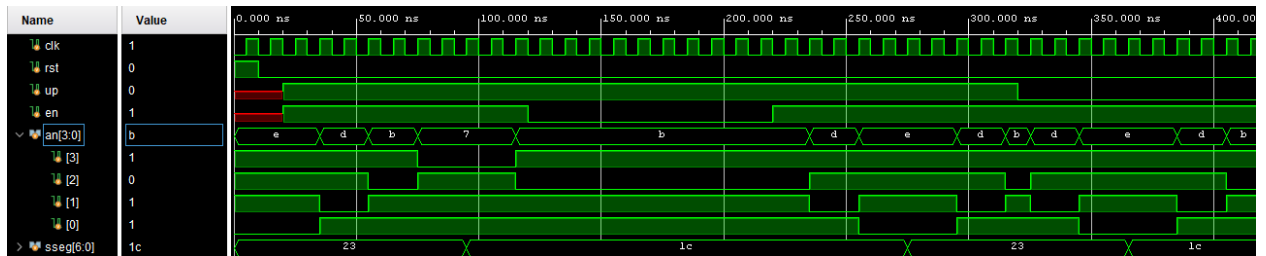 Name Value 0.000 ns 50.000 ns 100.000 ns 150.000 ns 200.000 ns 250.000 ns 300.000 ns 350.000 ns 400.00
clk 1
rst 0
up 0
en 1
an[3:0] b e d b 7 b d e d b d e d b
[3] 1
[2] 0
[1] 1
[0] 1
sseg[6:0] 1c 23 1c 23 1c